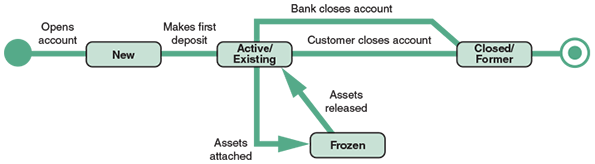 Bank closes account
Opens
account
Makes first
deposit
New
Active/
Existing
Customer closes account
Closed/
Former
Assets
released
Assets
attached
Frozen